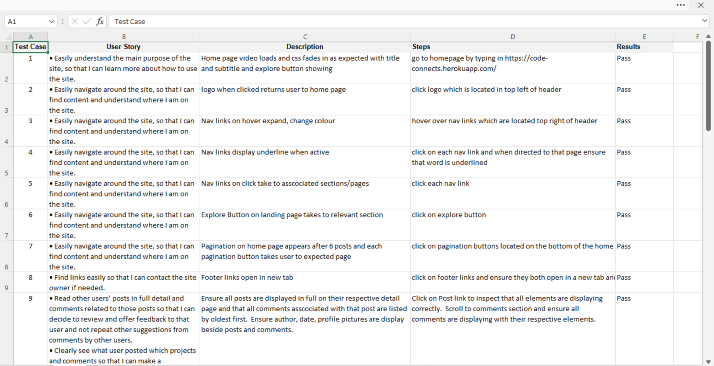 A1
fx
Test Case
A B C D E F
1 Test Case User Story Description Steps Results
2 1 • Easily understand the main purpose of the Home page video loads and css fades in as expected with title go to homepage by typing in https://code- Pass
site, so that I can learn more about how to use and subtitle and explore button showing connects.herokuapp.com/
the site.
3 2 • Easily navigate around the site, so that I can logo when clicked returns user to home page click logo which is located in top left of header Pass
find content and understand where I am on
the site.
4 3 • Easily navigate around the site, so that I can Nav links on hover expand, change colour hover over nav links which are located top right of header Pass
find content and understand where I am on
the site.
5 4 • Easily navigate around the site, so that I can Nav links display underline when active click on each nav link and when directed to that page ensure Pass
find content and understand where I am on that word is underlined
the site.
6 5 • Easily navigate around the site, so that I can Nav links on click take to asscociated sections/pages click each nav link Pass
find content and understand where I am on
the site.
7 6 • Easily navigate around the site, so that I can Explore Button on landing page takes to relevant section click on explore button Pass
find content and understand where I am on
the site.
8 7 • Easily navigate around the site, so that I can Pagination on home page appears after 6 posts and each click on pagination buttons located on the bottom of the home Pass
find content and understand where I am on pagination button takes user to expected page
the site.
9 8 • Find links easily so that I can contact the site Footer links open in new tab click on footer links and ensure they both open in a new tab an Pass
owner if needed.
9 • Read other users' posts in full detail and Ensure all posts are displayed in full on their respective detail Click on Post link to inspect that all elements are displaying Pass
comments related to those posts so that I can page and that all comments asscociated with that post are listed correctly. Scroll to comments section and ensure all
decide to review and offer feedback to that by oldest first. Ensure author, date, profile pictures are display comments are displaying with their respective elements.
user and not repeat other suggestions from beside posts and comments.
comments by other users.
• Clearly see what user posted which projects
and comments so that I can make a